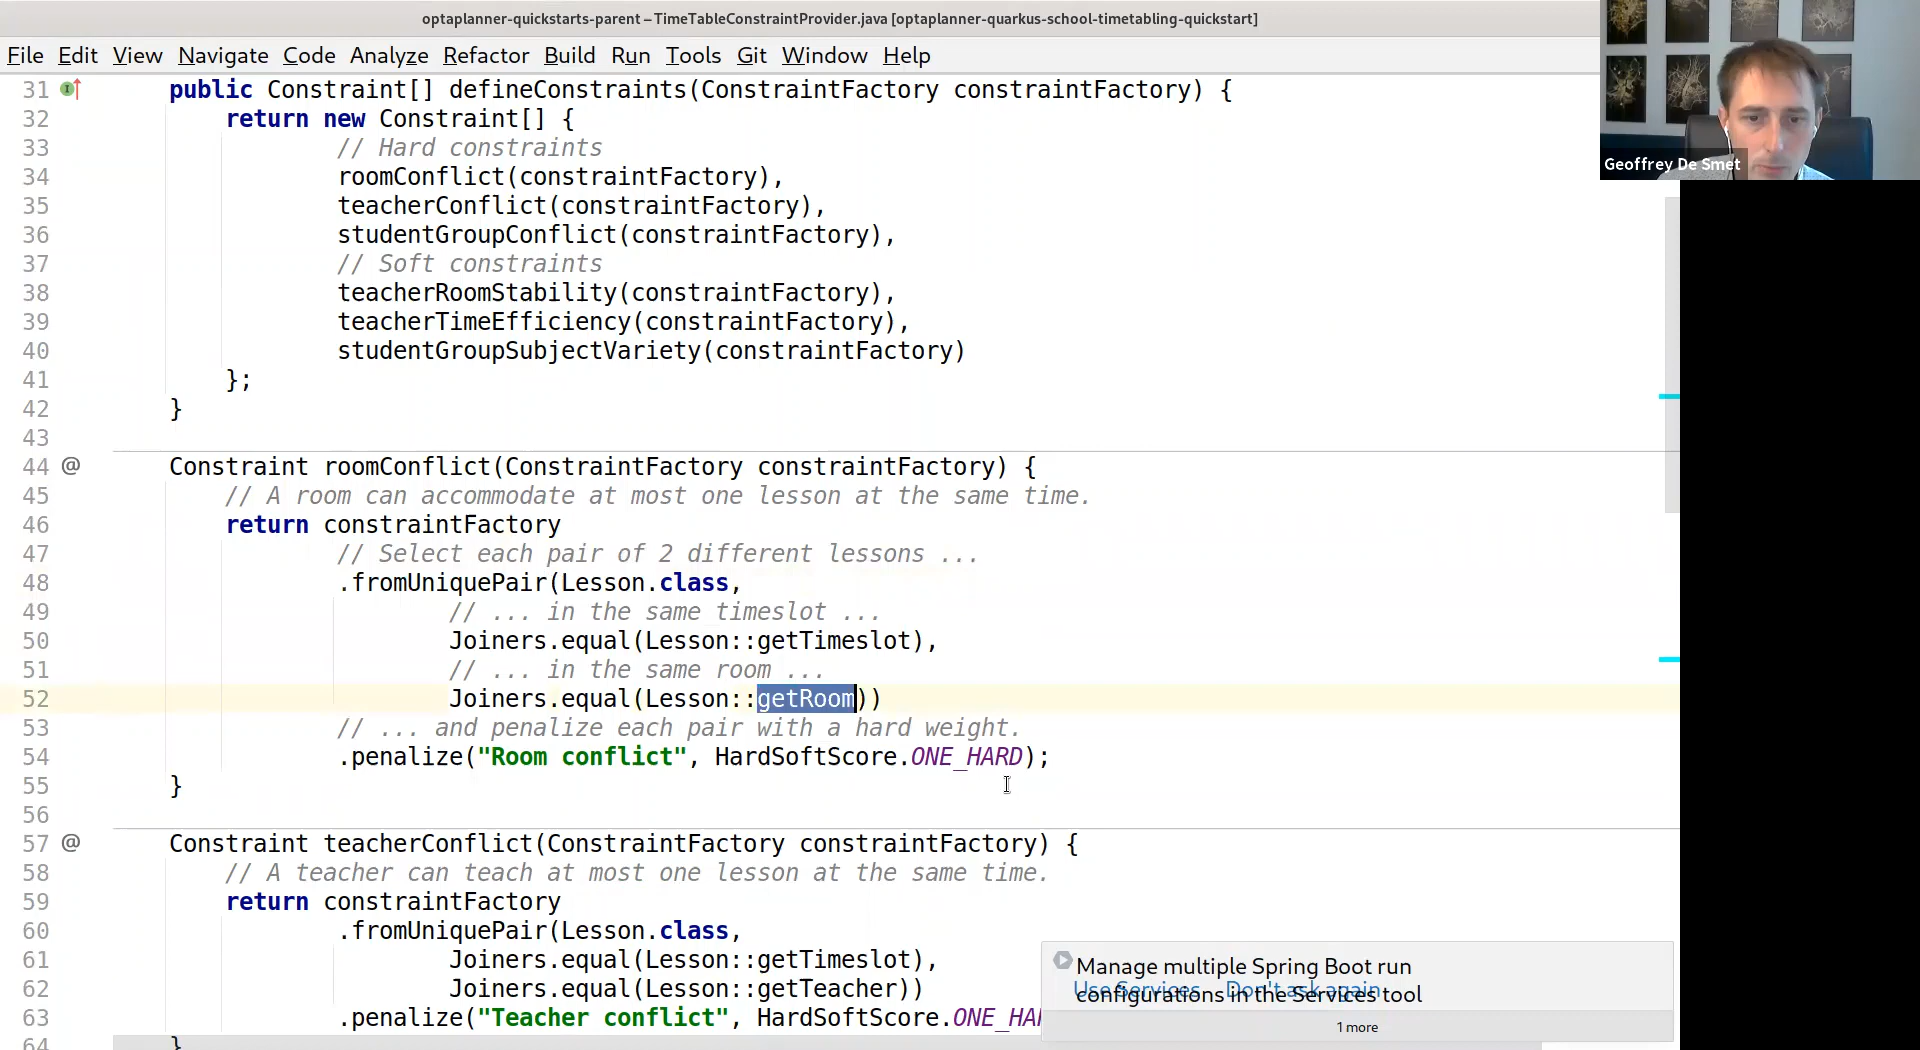 optaplanner-quickstarts-parent – TimeTableConstraintProvider.java [optaplanner-quarkus-school-timetabling-quickstart]
File Edit View Navigate Code Analyze Refactor Build Run Tools Git Window Help
Geoffrey De Smet
31 public Constraint[] defineConstraints(ConstraintFactory constraintFactory) {
32 return new Constraint[] {
33 // Hard constraints
34 roomConflict(constraintFactory),
35 teacherConflict(constraintFactory),
36 studentGroupConflict(constraintFactory),
37 // Soft constraints
38 teacherRoomStability(constraintFactory),
39 teacherTimeEfficiency(constraintFactory),
40 studentGroupSubjectVariety(constraintFactory)
41 };
42 }
43
44 @ Constraint roomConflict(ConstraintFactory constraintFactory) {
45 // A room can accommodate at most one lesson at the same time.
46 return constraintFactory
47 // Select each pair of 2 different lessons ...
48 .fromUniquePair(Lesson.class,
49 // ... in the same timeslot ...
50 Joiners.equal(Lesson::getTimeslot),
51 // ... in the same room ...
52 Joiners.equal(Lesson::getRoom))
53 // ... and penalize each pair with a hard weight.
54 .penalize("Room conflict", HardSoftScore.ONE_HARD);
55 }
56
57 @ Constraint teacherConflict(ConstraintFactory constraintFactory) {
58 // A teacher can teach at most one lesson at the same time.
59 return constraintFactory
60 .fromUniquePair(Lesson.class,
61 Joiners.equal(Lesson::getTimeslot),
62 Joiners.equal(Lesson::getTeacher))
63 .penalize("Teacher conflict", HardSoftScore.ONE_HA
64 }
Manage multiple Spring Boot run
configurations in the Services tool
Use Services Don't ask again
1 more